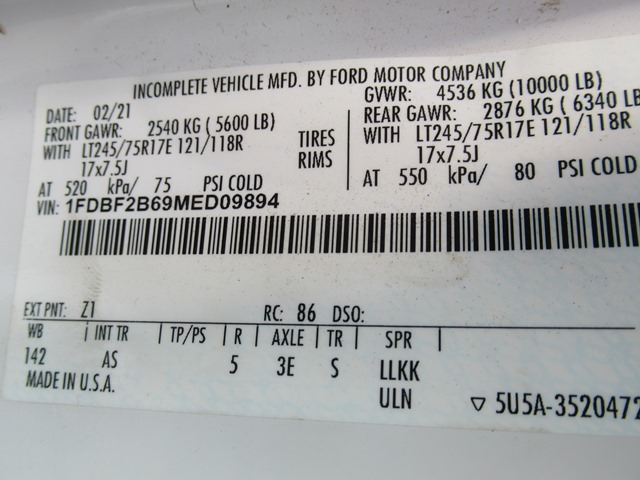 INCOMPLETE VEHICLE MFD. BY FORD MOTOR COMPANY
DATE: 02/21 GVWR: 4536 KG (10000 LB)
FRONT GAWR: 2540 KG ( 5600 LB) REAR GAWR: 2876 KG ( 6340 LB
WITH LT245/75R17E 121/118R TIRES LT245/75R17E 121/118R
17x7.5J RIMS 17x7.5J
AT 520 kPa/ 75 PSI COLD AT 550 kPa/ 80 PSI COLD
VIN: 1FDBF2B69MED09894
EXT PNT: Z1 RC: 86 DSO:
WB INT TR TP/PS R AXLE TR SPR
142 AS 5 3E S LLKK
MADE IN U.S.A. ULN ▽ 5U5A-3520472